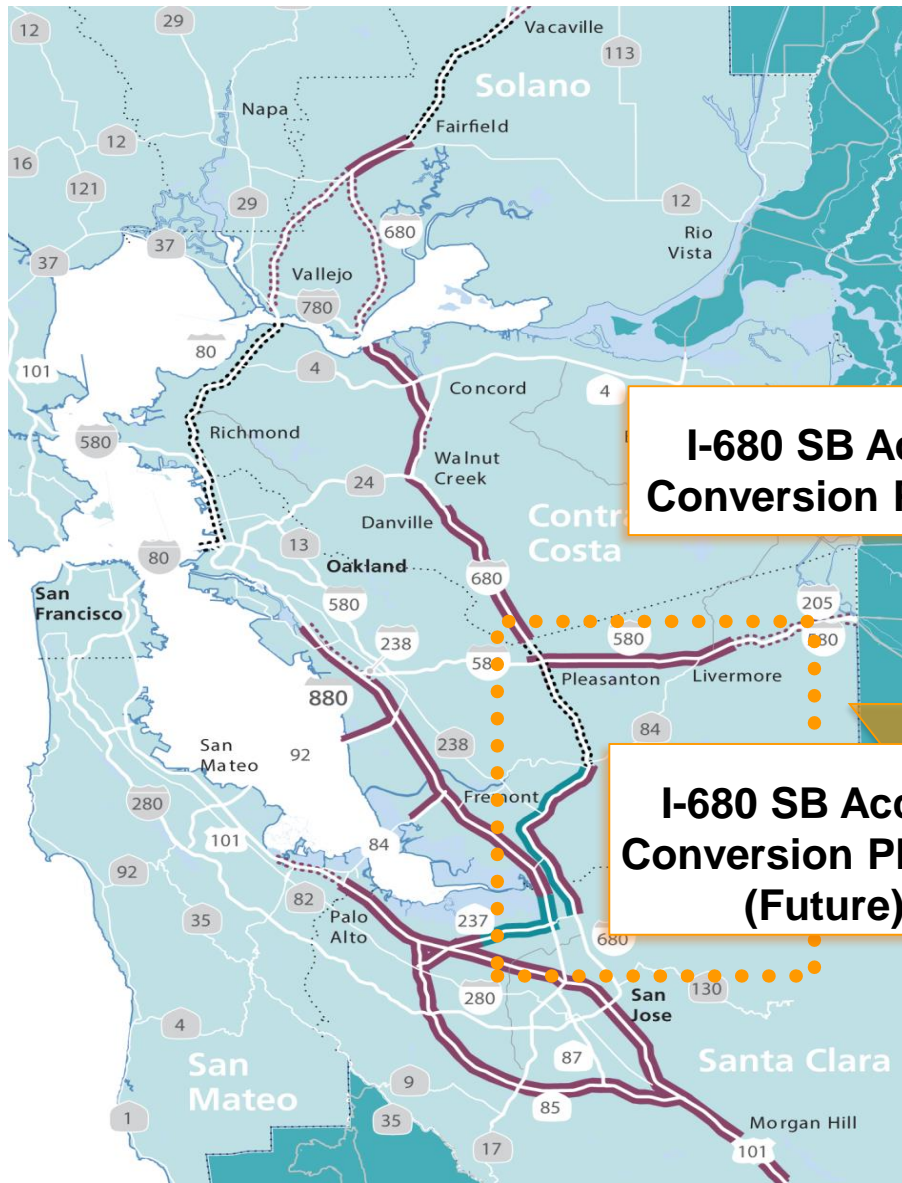 12
29
Vacaville
113
Solano
Napa
Fairfield
12
16
121
29
12
680
Rio
Vista
37
37
Vallejo
780
80
101
4
Concord
4
Richmond
580
Walnut
Creek
I-680 SB
Conversion
24
Danville
Costa
13
80
Oakland
680
San
Francisco
580
205
580
238
580
Pleasanton
Livermore
880
84
238
San
Mateo
92
Fremont
I-680 SB
Conversion
(Future)
280
101
84
92
82
35
Palo
Alto
237
680
280
130
San
Jose
4
87
Santa Clara
San
Mateo
9
85
1
35
Morgan Hill
17
101